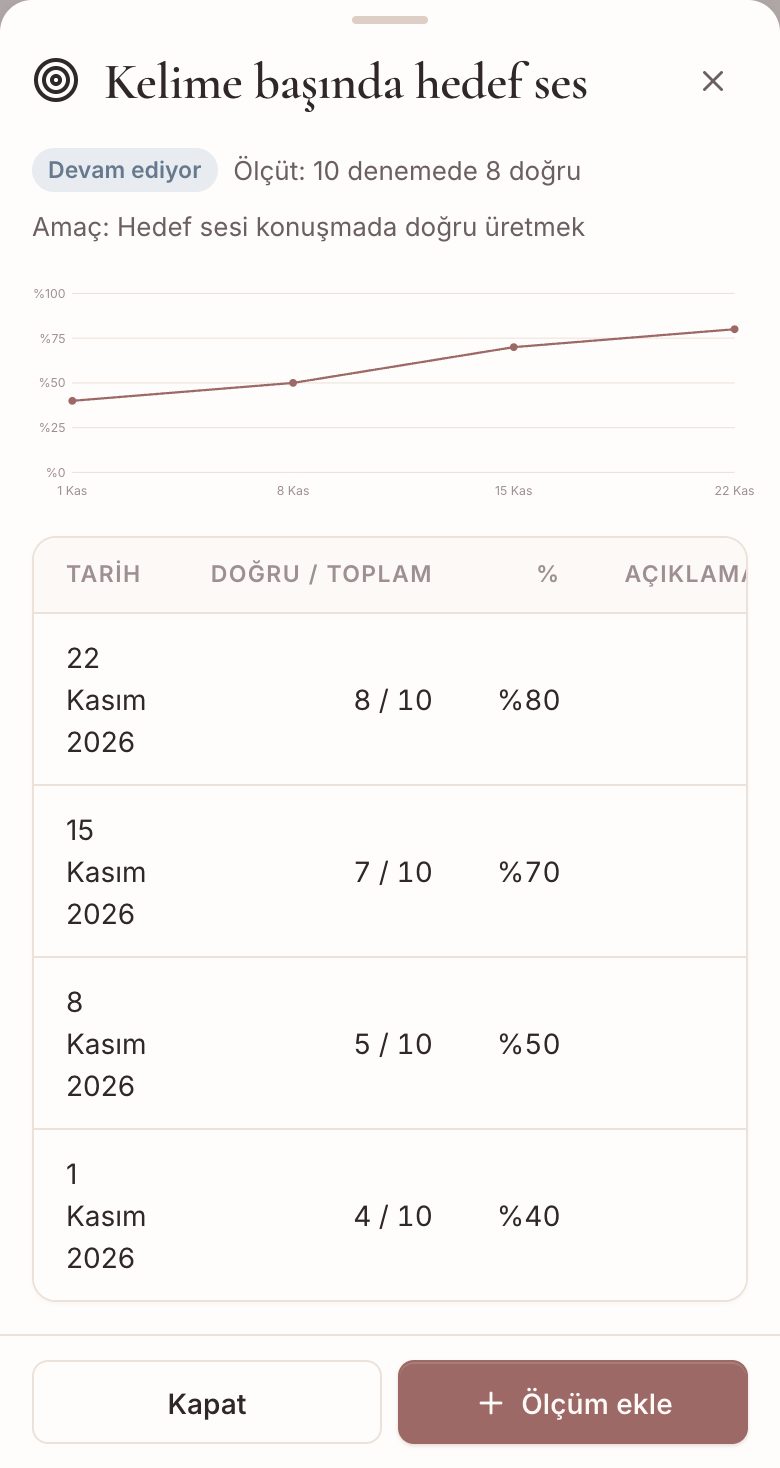 Kelime başında hedef ses
Devam ediyor
Ölçüt: 10 denemede 8 doğru
Amaç: Hedef sesi konuşmada doğru üretmek
%100
%75
%50
%25
%0
1 Kas
8 Kas
15 Kas
22 Kas
TARİH DOĞRU / TOPLAM % AÇIKLAMA
22
Kasım
2026
8 / 10 %80
15
Kasım
2026
7 / 10 %70
8
Kasım
2026
5 / 10 %50
1
Kasım
2026
4 / 10 %40
Kapat
+ Ölçüm ekle